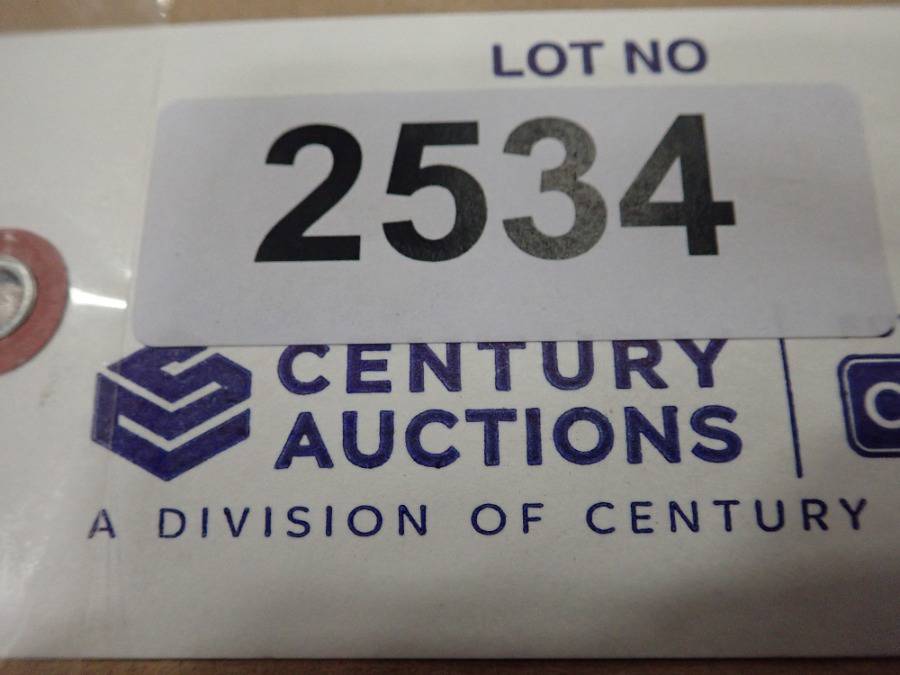 LOT NO
2534
CENTURY
AUCTIONS
A DIVISION OF CENTURY